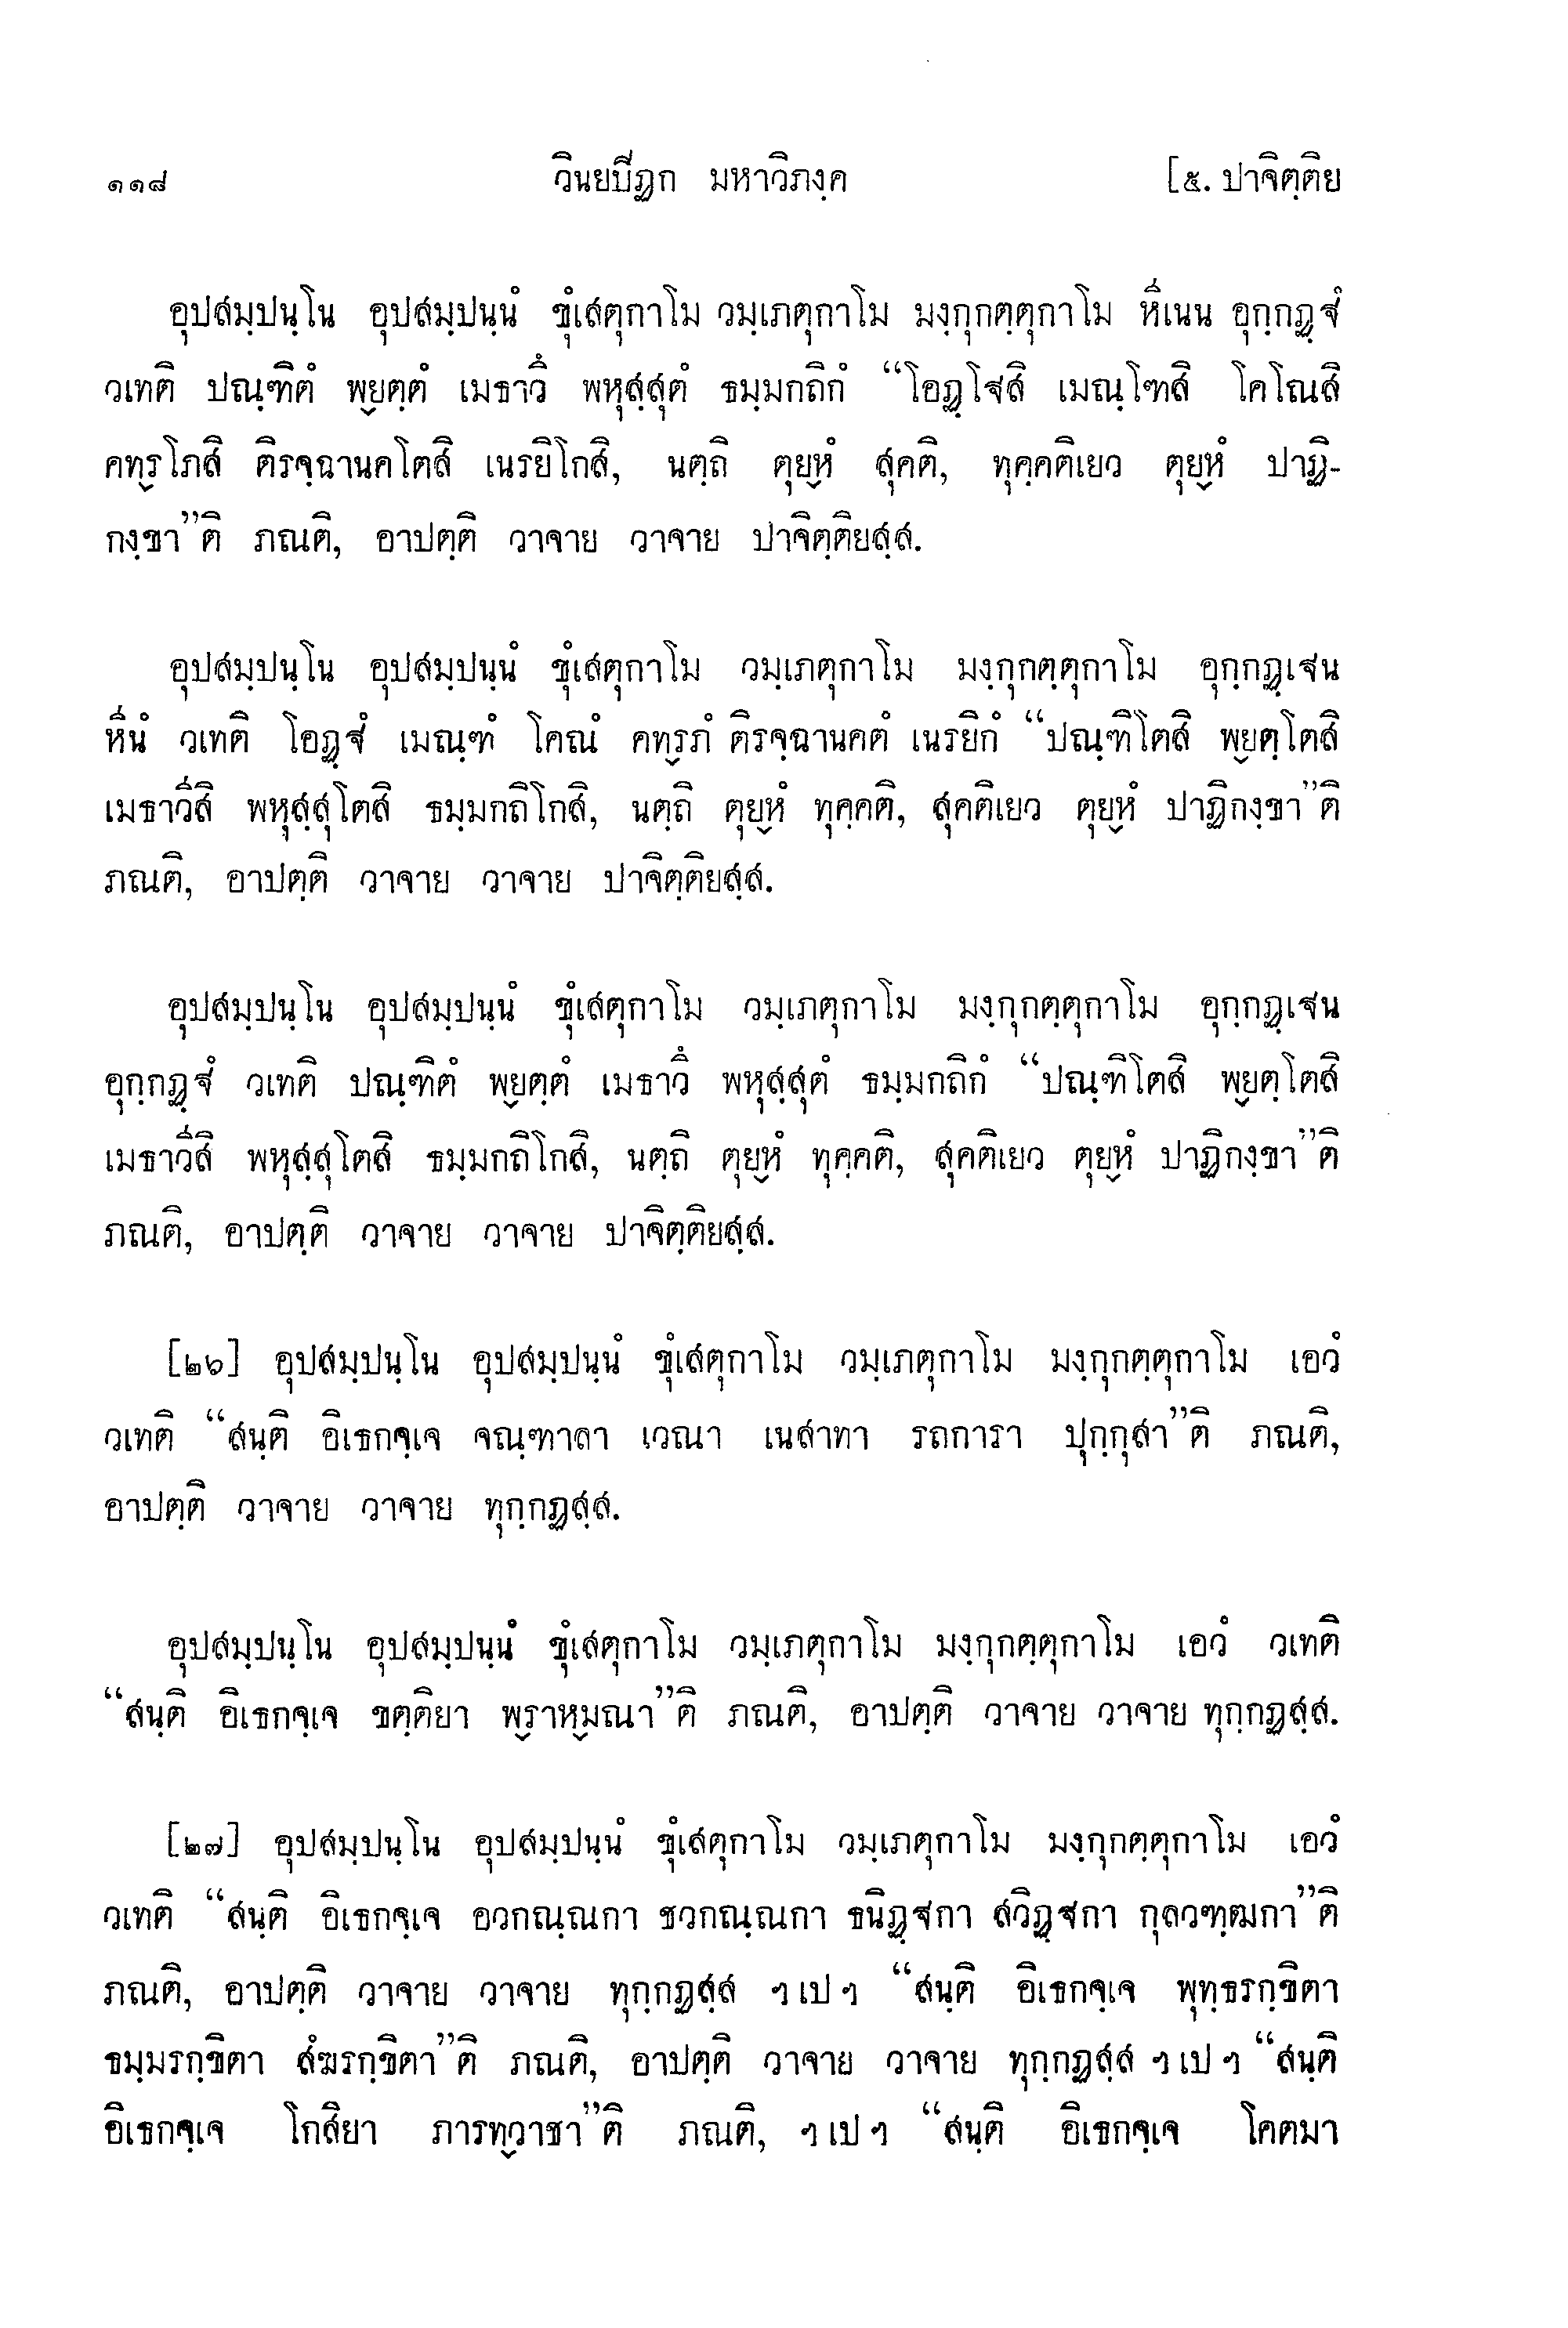 ๑๑๘ วินยปิฏก มหาวิภงฺค [๕. ปาจิตฺติย
อุปสมฺปนฺโน อุปสมฺปนฺนํ ขุํเสตุกาโม วมฺเภตุกาโม มงฺกุกตฺตุกาโม หีเนน อุกฺกฏฺฐํ
วเทติ ปณฺฑิตํ พ๎ยตฺตํ เมธาวึ พหุสฺสุตํ ธมฺมกถิกํ “โอฏฺโฐสิ เมณฺโฑสิ โคโณสิ
คท๎รโภสิ ติรจฺฉานคโตสิ เนรยิโกสิ, นตฺถิ ตุย๎หํ สุคติ, ทุคฺคติเยว ตุย๎หํ ปาฏิ-
กงฺขา”ติ ภณติ, อาปตฺติ วาจาย วาจาย ปาจิตฺติยสฺส.
อุปสมฺปนฺโน อุปสมฺปนฺนํ ขุํเสตุกาโม วมฺเภตุกาโม มงฺกุกตฺตุกาโม อุกฺกฏฺเฐน
หีนํ วเทติ โอฏฺฐํ เมณฺฑํ โคณํ คท๎รภํ ติรจฺฉานคตํ เนรยิกํ “ปณฺฑิโตสิ พ๎ยตฺโตสิ
เมธาวีสิ พหุสฺสุโตสิ ธมฺมกถิโกสิ, นตฺถิ ตุย๎หํ ทุคฺคติ, สุคติเยว ตุย๎หํ ปาฏิกงฺขา”ติ
ภณติ, อาปตฺติ วาจาย วาจาย ปาจิตฺติยสฺส.
อุปสมฺปนฺโน อุปสมฺปนฺนํ ขุํเสตุกาโม วมฺเภตุกาโม มงฺกุกตฺตุกาโม อุกฺกฏฺเฐน
อุกฺกฏฺฐํ วเทติ ปณฺฑิตํ พ๎ยตฺตํ เมธาวึ พหุสฺสุตํ ธมฺมกถิกํ “ปณฺฑิโตสิ พ๎ยตฺโตสิ
เมธาวีสิ พหุสฺสุโตสิ ธมฺมกถิโกสิ, นตฺถิ ตุย๎หํ ทุคฺคติ, สุคติเยว ตุย๎หํ ปาฏิกงฺขา”ติ
ภณติ, อาปตฺติ วาจาย วาจาย ปาจิตฺติยสฺส.
[๒๖] อุปสมฺปนฺโน อุปสมฺปนฺนํ ขุํเสตุกาโม วมฺเภตุกาโม มงฺกุกตฺตุกาโม เอวํ
วเทติ “สนฺติ อิเธกจฺเจ จณฺฑาลา เวณา เนสาทา รถการา ปุกฺกุสา”ติ ภณติ,
อาปตฺติ วาจาย วาจาย ทุกฺกฏสฺส.
อุปสมฺปนฺโน อุปสมฺปนฺนํ ขุํเสตุกาโม วมฺเภตุกาโม มงฺกุกตฺตุกาโม เอวํ วเทติ
“สนฺติ อิเธกจฺเจ ขตฺติยา พ๎ราห๎มณา”ติ ภณติ, อาปตฺติ วาจาย วาจาย ทุกฺกฏสฺส.
[๒๗] อุปสมฺปนฺโน อุปสมฺปนฺนํ ขุํเสตุกาโม วมฺเภตุกาโม มงฺกุกตฺตุกาโม เอวํ
วเทติ “สนฺติ อิเธกจฺเจ อวกณฺณกา ชวกณฺณกา ธนิฏฺฐกา สวิฏฺฐกา กุลวฑฺฒกา”ติ
ภณติ, อาปตฺติ วาจาย วาจาย ทุกฺกฏสฺส ฯ เป ฯ “สนฺติ อิเธกจฺเจ พุทฺธรกฺขิตา
ธมฺมรกฺขิตา สํฆรกฺขิตา”ติ ภณติ, อาปตฺติ วาจาย วาจาย ทุกฺกฏสฺส ฯ เป ฯ “สนฺติ
อิเธกจฺเจ โกสิยา ภารท๎วาชา”ติ ภณติ, ฯ เป ฯ “สนฺติ อิเธกจฺเจ โคตมา